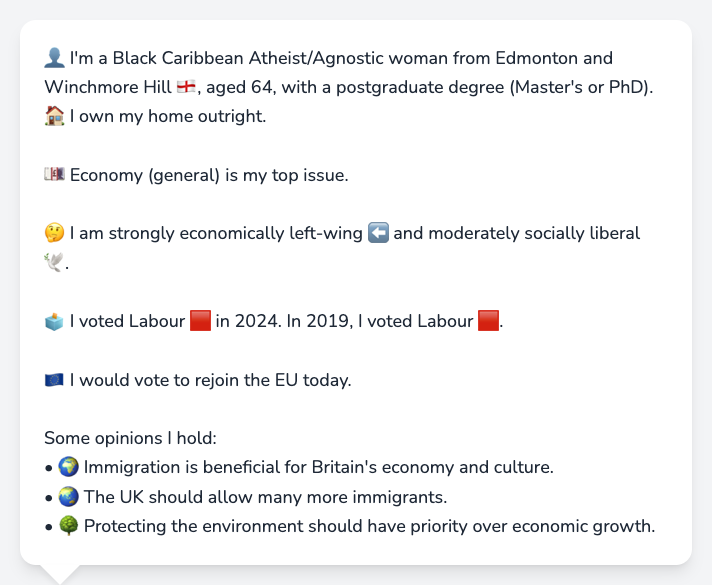 👤 I'm a Black Caribbean Atheist/Agnostic woman from Edmonton and
Winchmore Hill 🏴󠁧󠁢󠁥󠁮󠁧󠁿, aged 64, with a postgraduate degree (Master's or PhD).
🏠 I own my home outright.
💷 Economy (general) is my top issue.
🤔 I am strongly economically left-wing ⬅️ and moderately socially liberal
🕊️.
🗳️ I voted Labour 🟥 in 2024. In 2019, I voted Labour 🟥.
🇪🇺 I would vote to rejoin the EU today.
Some opinions I hold:
• 🌍 Immigration is beneficial for Britain's economy and culture.
• 🌏 The UK should allow many more immigrants.
• 🌳 Protecting the environment should have priority over economic growth.